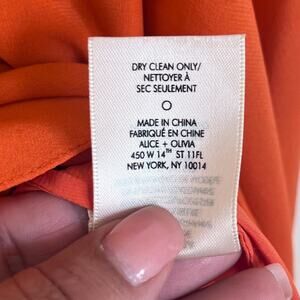 DRY CLEAN ONLY/
NETTOYER À
SEC SEULEMENT
MADE IN CHINA
FABRIQUÉ EN CHINE
ALICE + OLIVIA
450 W 14TH ST 11FL
NEW YORK, NY 10014